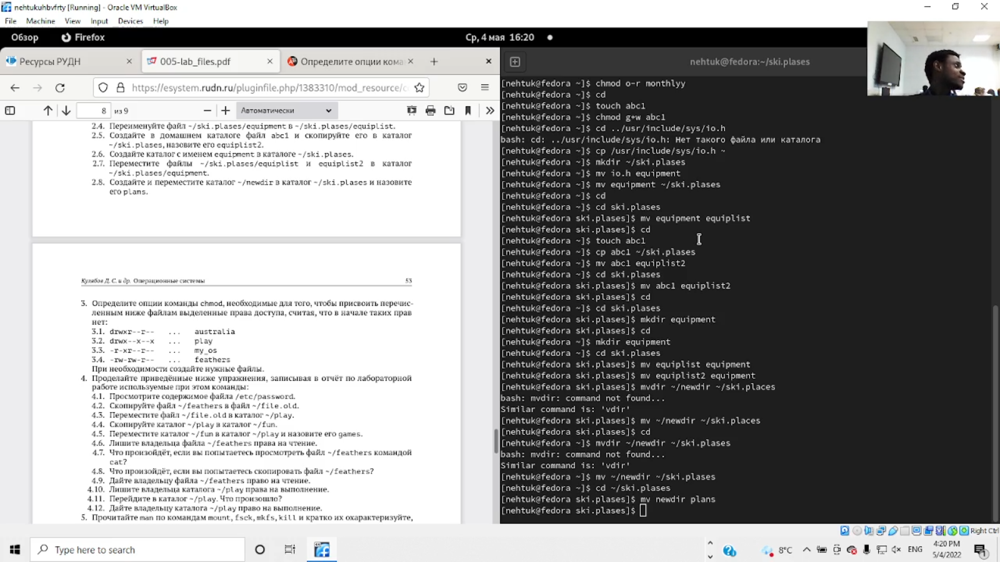 nehtukuhbvfrty [Running] - Oracle VM VirtualBox
File Machine View Input Devices Help
Обзор Firefox Ср, 4 мая 16:20
Ресурсы РУДН 005-lab_files.pdf Определите опции кома
https://esystem.rudn.ru/pluginfile.php/1383310/mod_resource/c
8 из 9 Автоматически
2.4. Переименуйте файл ~/ski.plases/equipment в ~/ski.plases/equiplist.
2.5. Создайте в домашнем каталоге файл abc1 и скопируйте его в каталог
~/ski.plases, назовите его equiplist2.
2.6. Создайте каталог с именем equipment в каталоге ~/ski.plases.
2.7. Переместите файлы ~/ski.plases/equiplist и equiplist2 в каталог
~/ski.plases/equipment.
2.8. Создайте и переместите каталог ~/newdir в каталог ~/ski.plases и назовите
его plans.
Кулябов Д. С. и др. Операционные системы 53
3. Определите опции команды chmod, необходимые для того, чтобы присвоить перечис-
ленным ниже файлам выделенные права доступа, считая, что в начале таких прав
нет:
3.1. drwxr--r-- ... australia
3.2. drwx--x--x ... play
3.3. -r-xr--r-- ... my_os
3.4. -rw-rw-r-- ... feathers
При необходимости создайте нужные файлы.
4. Проделайте приведённые ниже упражнения, записывая в отчёт по лабораторной
работе используемые при этом команды:
4.1. Просмотрите содержимое файла /etc/password.
4.2. Скопируйте файл ~/feathers в файл ~/file.old.
4.3. Переместите файл ~/file.old в каталог ~/play.
4.4. Скопируйте каталог ~/play в каталог ~/fun.
4.5. Переместите каталог ~/fun в каталог ~/play и назовите его games.
4.6. Лишите владельца файла ~/feathers права на чтение.
4.7. Что произойдёт, если вы попытаетесь просмотреть файл ~/feathers командой
cat?
4.8. Что произойдёт, если вы попытаетесь скопировать файл ~/feathers?
4.9. Дайте владельцу файла ~/feathers право на чтение.
4.10. Лишите владельца каталога ~/play права на выполнение.
4.11. Перейдите в каталог ~/play. Что произошло?
4.12. Дайте владельцу каталога ~/play право на выполнение.
5. Прочитайте man по командам mount, fsck, mkfs, kill и кратко их охарактеризуйте,
nehtuk@fedora:~/ski.plases
[nehtuk@fedora ~]$ chmod o-r monthlyy
[nehtuk@fedora ~]$ cd
[nehtuk@fedora ~]$ touch abc1
[nehtuk@fedora ~]$ chmod g+w abc1
[nehtuk@fedora ~]$ cd ../usr/include/sys/io.h
bash: cd: ../usr/include/sys/io.h: Нет такого файла или каталога
[nehtuk@fedora ~]$ cp /usr/include/sys/io.h ~
[nehtuk@fedora ~]$ mkdir ~/ski.plases
[nehtuk@fedora ~]$ mv io.h equipment
[nehtuk@fedora ~]$ mv equipment ~/ski.plases
[nehtuk@fedora ~]$ cd
[nehtuk@fedora ~]$ cd ski.plases
[nehtuk@fedora ski.plases]$ mv equipment equiplist
[nehtuk@fedora ski.plases]$ cd
[nehtuk@fedora ~]$ touch abc1
[nehtuk@fedora ~]$ cp abc1 ~/ski.plases
[nehtuk@fedora ~]$ mv abc1 equiplist2
[nehtuk@fedora ~]$ cd ski.plases
[nehtuk@fedora ski.plases]$ mv abc1 equiplist2
[nehtuk@fedora ski.plases]$ cd
[nehtuk@fedora ~]$ cd ski.plases
[nehtuk@fedora ski.plases]$ mkdir equipment
[nehtuk@fedora ski.plases]$ cd
[nehtuk@fedora ~]$ mkdir equipment
[nehtuk@fedora ~]$ cd ski.plases
[nehtuk@fedora ski.plases]$ mv equiplist equipment
[nehtuk@fedora ski.plases]$ mv equiplist2 equipment
[nehtuk@fedora ski.plases]$ mvdir ~/newdir ~/ski.places
bash: mvdir: command not found...
Similar command is: 'vdir'
[nehtuk@fedora ski.plases]$ mv ~/newdir ~/ski.places
[nehtuk@fedora ski.plases]$ cd
[nehtuk@fedora ~]$ mvdir ~/newdir ~/ski.plases
bash: mvdir: command not found...
Similar command is: 'vdir'
[nehtuk@fedora ~]$ mv ~/newdir ~/ski.plases
[nehtuk@fedora ~]$ cd ~/ski.plases
[nehtuk@fedora ski.plases]$ mv newdir plans
[nehtuk@fedora ski.plases]$
Right Ctrl
Type here to search
8°C ENG 4:20 PM
5/4/2022
1